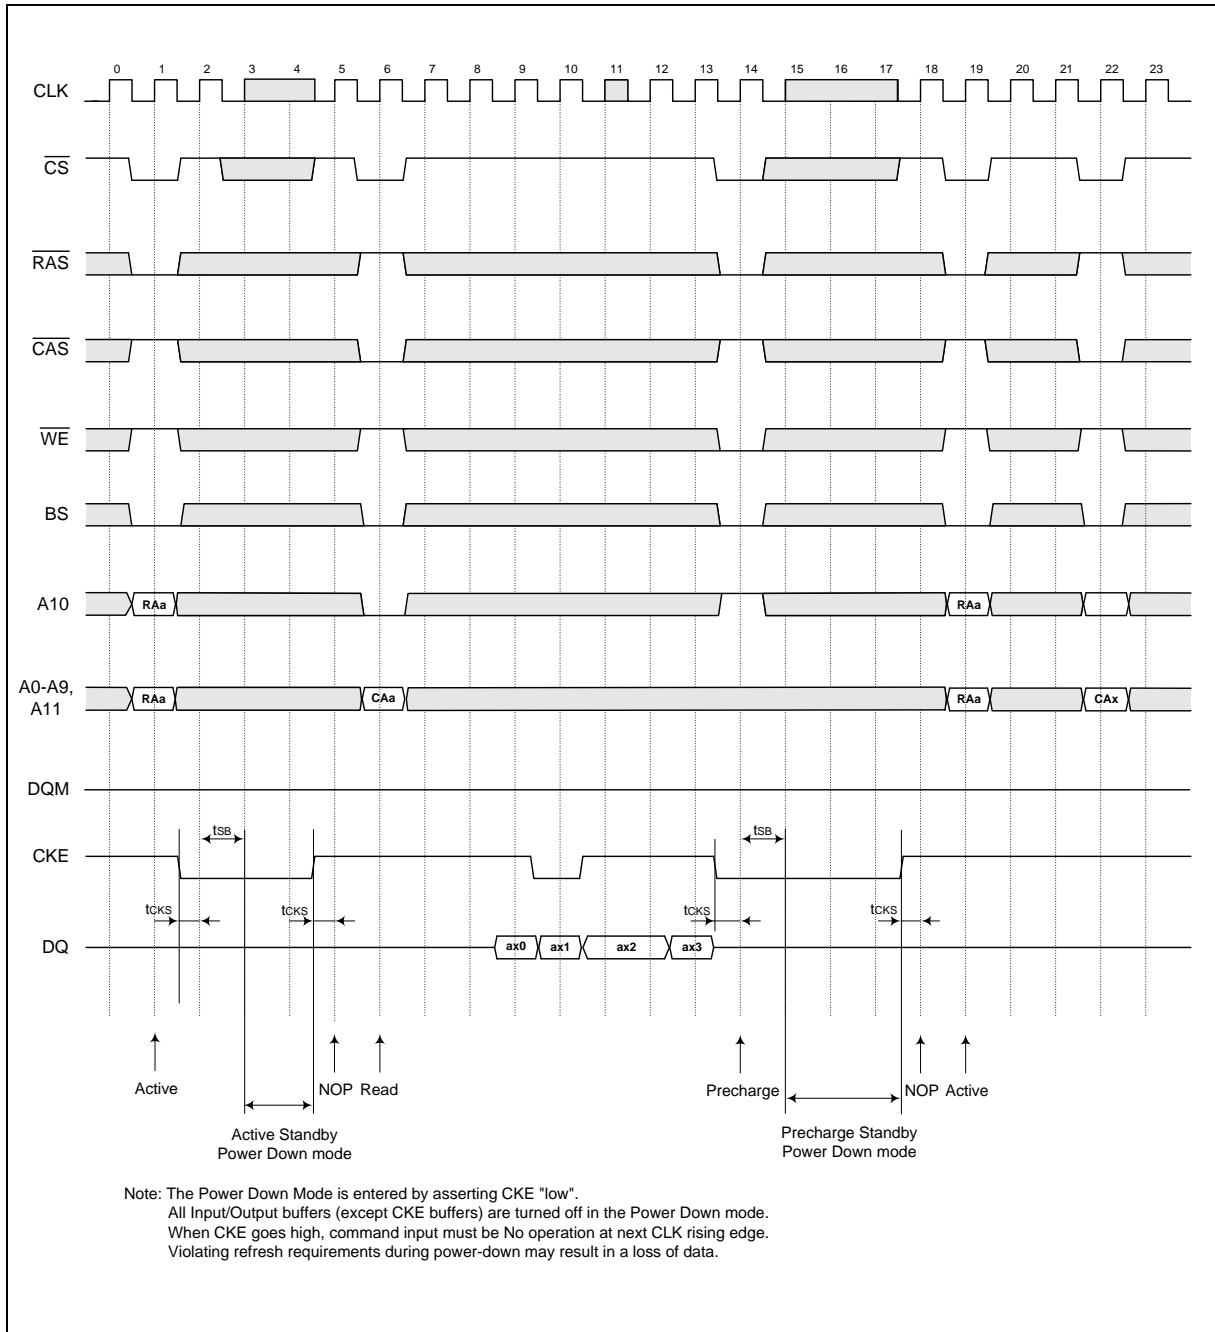 0 1 2 3 4 5 6 7 8 9 10 11 12 13 14 15 16 17 18 19 20 21 22 23
CLK
CS
RAS
CAS
WE
BS
A10 RAa RAa
A0-A9,
A11 RAa CAa RAa CAx
DQM
tSB tSB
CKE
tCKS tCKS tCKS tCKS
DQ ax0 ax1 ax2 ax3
Active NOP Read Precharge NOP Active
Active Standby
Power Down mode
Precharge Standby
Power Down mode
Note: The Power Down Mode is entered by asserting CKE "low".
All Input/Output buffers (except CKE buffers) are turned off in the Power Down mode.
When CKE goes high, command input must be No operation at next CLK rising edge.
Violating refresh requirements during power-down may result in a loss of data.